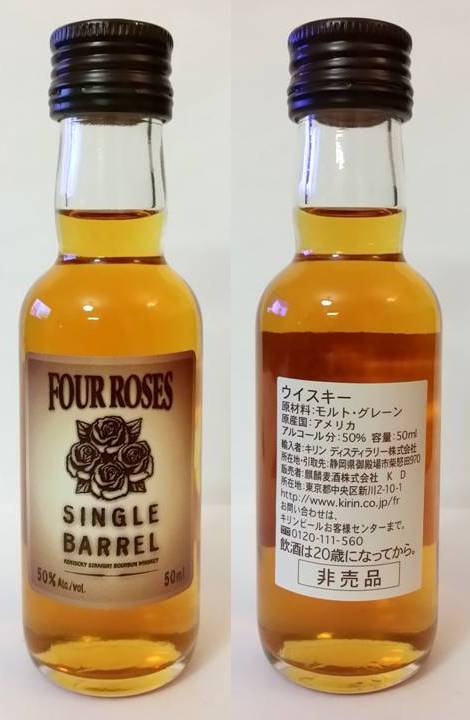 FOUR ROSES
SINGLE
BARREL
KENTUCKY STRAIGHT BOURBON WHISKEY
50% Alc./vol.
50ml
ウイスキー
原材料:モルト・グレーン
原産国:アメリカ
アルコール分:50% 容量:50ml
輸入者:キリン ディスティラリー株式会社
所在地・引取先:静岡県御殿場市柴怒田970
販売者:麒麟麦酒株式会社 K D
所在地:東京都中央区新川2-10-1
http://www.kirin.co.jp/fr
お問い合わせは、
キリンビールお客様センターまで。
0120-111-560
飲酒は20歳になってから。
非売品